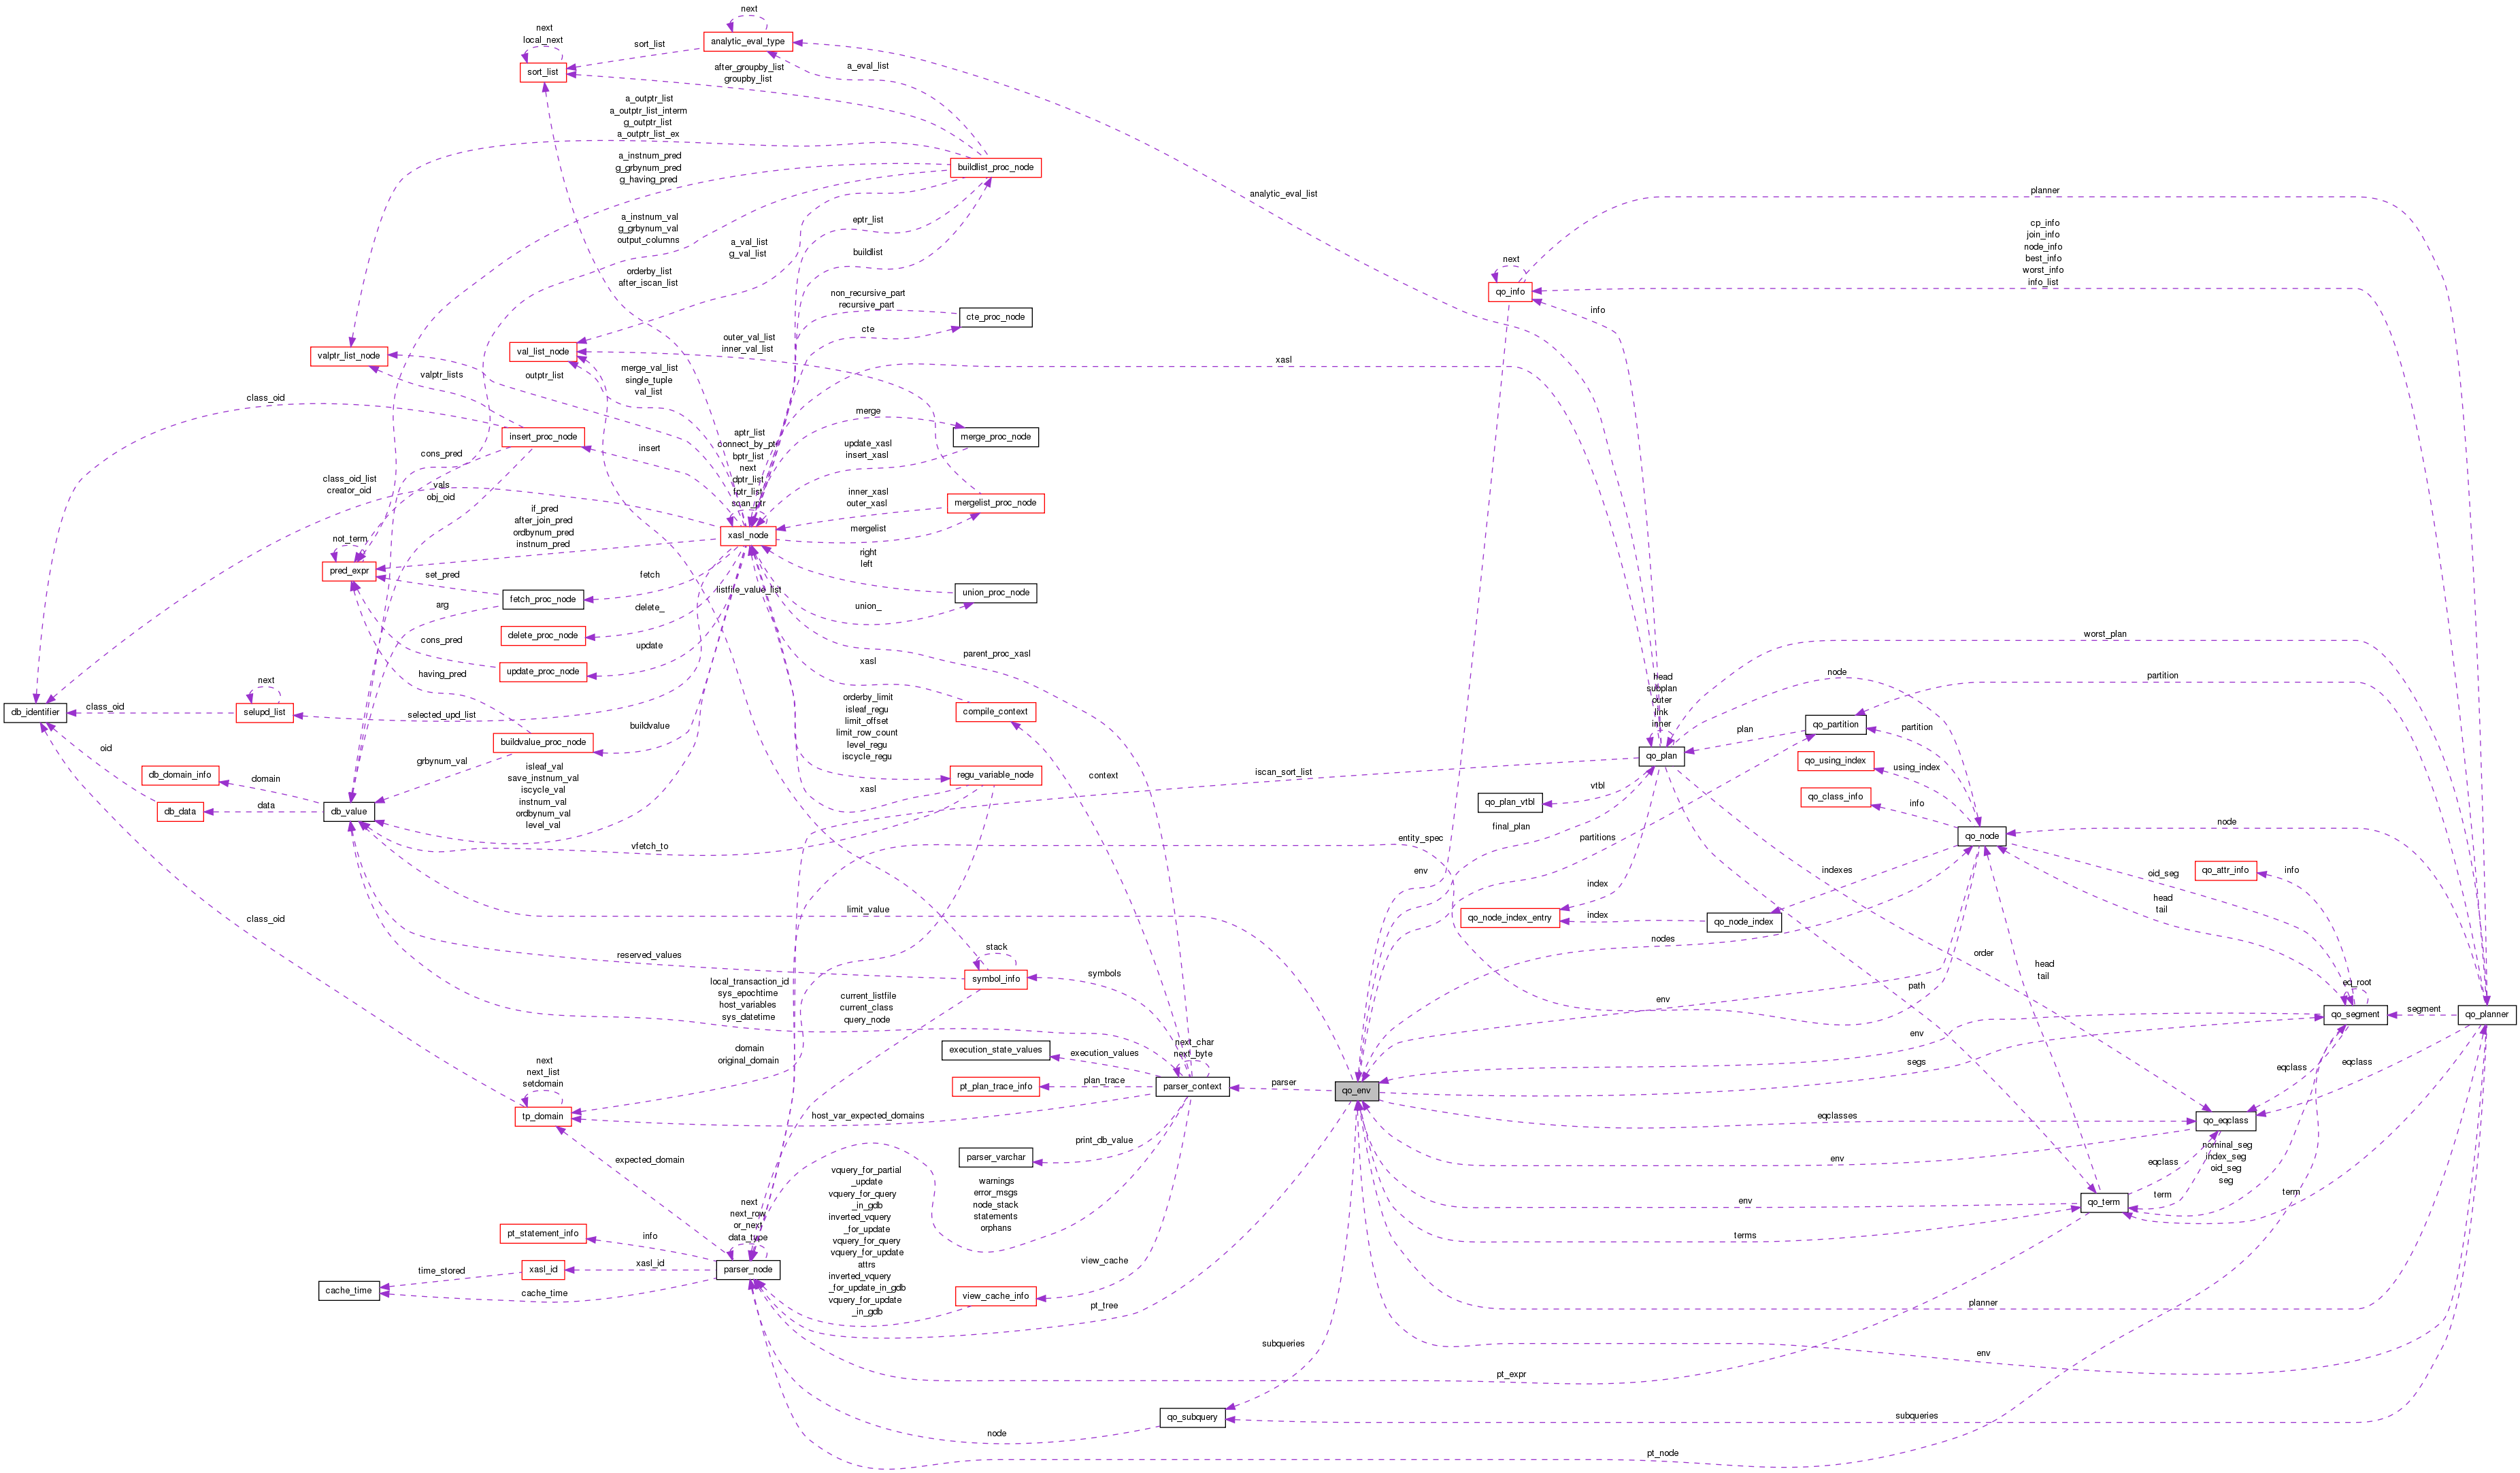 next
next
local_next
analytic_eval_type
sort_list
sort_list
after_groupby_list
groupby_list
a_eval_list
a_outptr_list
a_outptr_list_interm
g_outptr_list
a_outptr_list_ex
a_instnum_pred
g_grbynum_pred
g_having_pred
buildlist_proc_node
analytic_eval_list
planner
a_instnum_val
g_grbynum_val
output_columns
eptr_list
a_val_list
g_val_list
buildlist
cp_info
join_info
node_info
best_info
worst_info
info_list
next
qo_info
orderby_list
after_iscan_list
non_recursive_part
recursive_part
cte_proc_node
info
cte
outer_val_list
inner_val_list
valptr_list_node
val_list_node
xasl
valptr_lists
outptr_list
merge_val_list
single_tuple
val_list
class_oid
merge
insert_proc_node
merge_proc_node
aptr_list
connect_by_ptr
bptr_list
next
dptr_list
fptr_list
scan_ptr
insert
update_xasl
insert_xasl
cons_pred
class_oid_list
creator_oid
vals
obj_oid
inner_xasl
outer_xasl
mergelist_proc_node
if_pred
after_join_pred
ordbynum_pred
instnum_pred
xasl_node
mergelist
not_term
pred_expr
right
left
set_pred
fetch
listfile_value_list
fetch_proc_node
union_proc_node
arg
delete_
union_
delete_proc_node
cons_pred
update
parent_proc_xasl
worst_plan
update_proc_node
xasl
having_pred
node
partition
head
subplan
outer
link
inner
next
orderby_limit
isleaf_regu
limit_offset
limit_row_count
level_regu
iscycle_regu
db_identifier
class_oid
selupd_list
selected_upd_list
compile_context
qo_partition
partition
plan
buildvalue
buildvalue_proc_node
oid
grbynum_val
qo_plan
qo_using_index
using_index
db_domain_info
domain
isleaf_val
save_instnum_val
iscycle_val
instnum_val
ordbynum_val
level_val
regu_variable_node
context
iscan_sort_list
xasl
vtbl
qo_plan_vtbl
qo_class_info
info
db_data
data
db_value
final_plan
partitions
qo_node
node
vfetch_to
entity_spec
env
indexes
oid_seg
qo_attr_info
info
index
head
tail
limit_value
class_oid
qo_node_index_entry
index
qo_node_index
nodes
order
reserved_values
stack
symbol_info
symbols
head
tail
path
local_transaction_id
sys_epochtime
host_variables
sys_datetime
current_listfile
current_class
query_node
env
eq_root
qo_segment
segment
qo_planner
env
domain
original_domain
execution_state_values
execution_values
next_char
next_byte
segs
eqclass
eqclass
next
next_list
setdomain
pt_plan_trace_info
plan_trace
parser_context
parser
qo_env
tp_domain
host_var_expected_domains
eqclasses
qo_eqclass
print_db_value
parser_varchar
nominal_seg
index_seg
oid_seg
seg
expected_domain
env
eqclass
vquery_for_partial
_update
vquery_for_query
_in_gdb
inverted_vquery
_for_update
vquery_for_query
vquery_for_update
attrs
inverted_vquery
_for_update_in_gdb
vquery_for_update
_in_gdb
warnings
error_msgs
node_stack
statements
orphans
term
term
env
qo_term
next
next_row
or_next
data_type
pt_statement_info
info
terms
xasl_id
xasl_id
parser_node
view_cache
time_stored
cache_time
cache_time
view_cache_info
pt_tree
planner
subqueries
env
pt_expr
qo_subquery
subqueries
node
pt_node